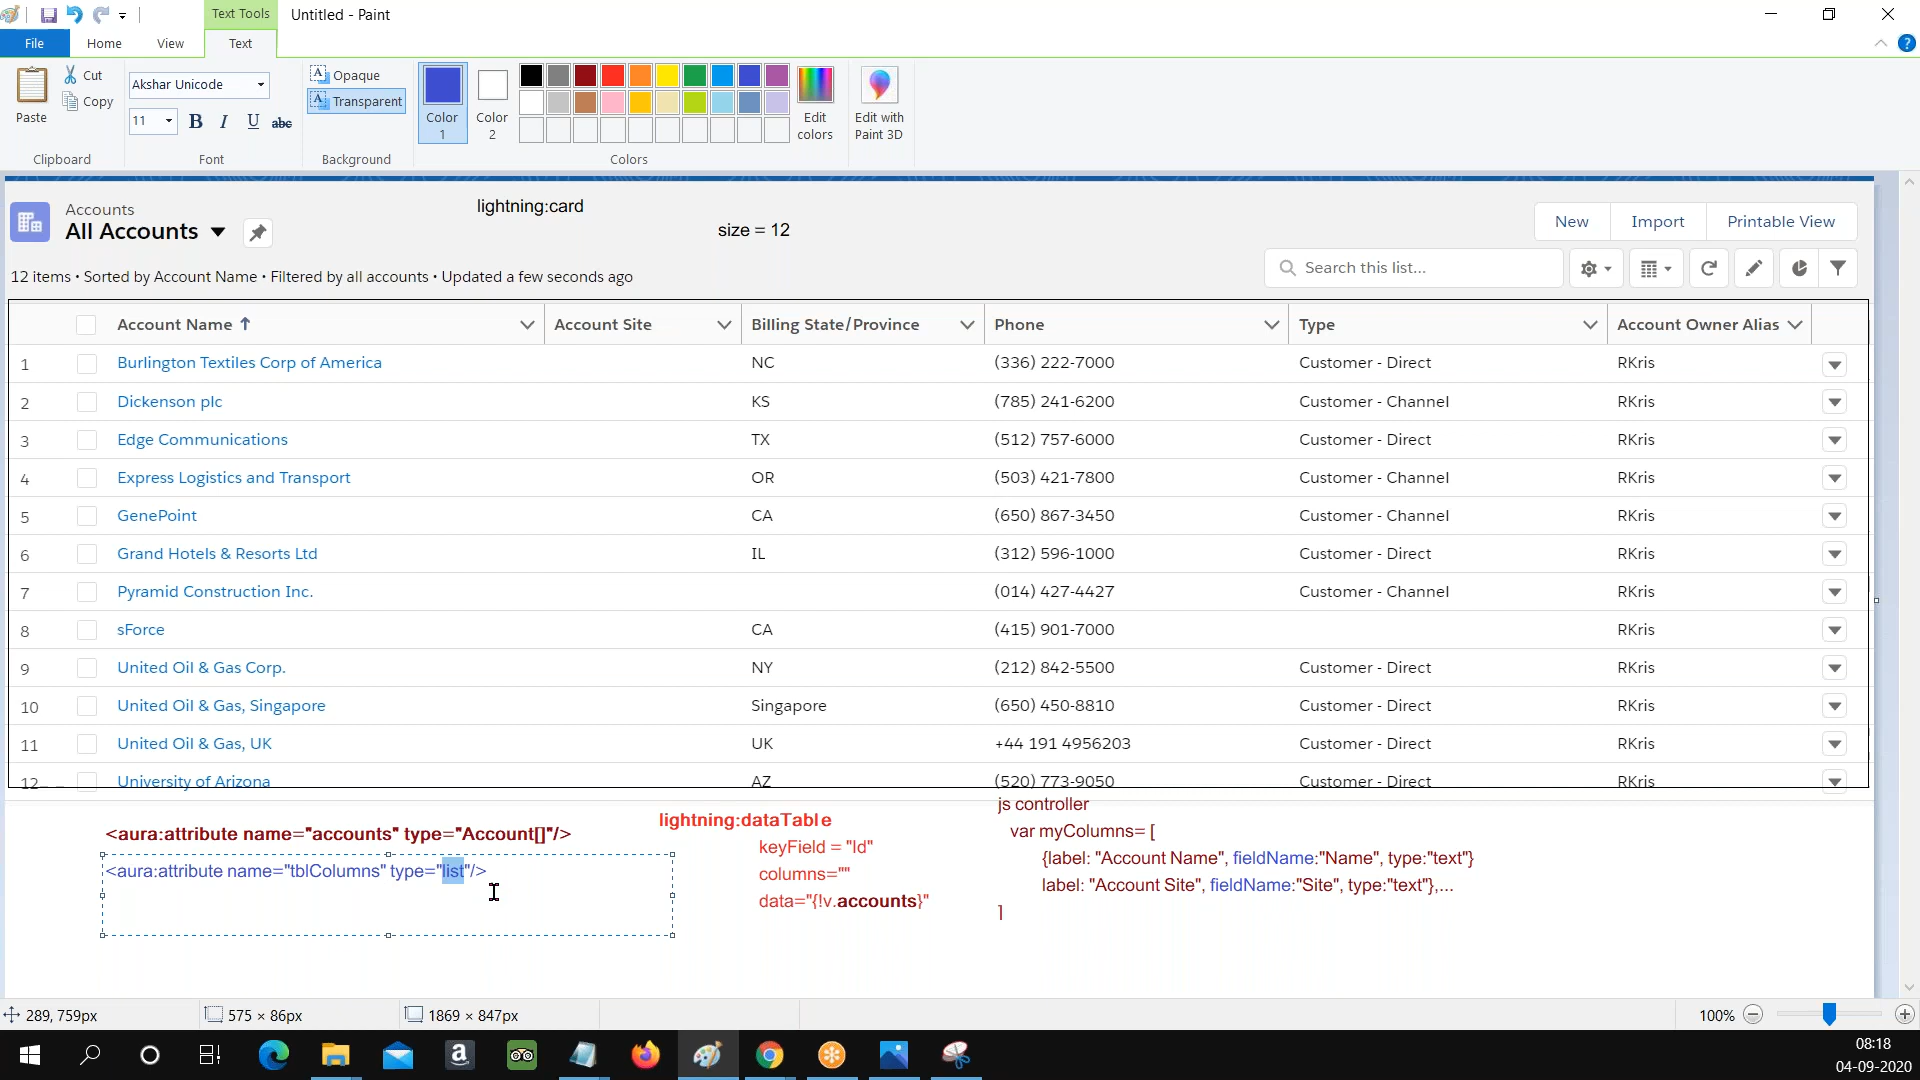 Text Tools
Untitled - Paint
File
Home
View
Text
Paste
Cut
Copy
Clipboard
Akshar Unicode
11
B I U abc
Font
Opaque
Transparent
Background
Color 1
Color 2
Edit colors
Colors
Edit with Paint 3D
Accounts
All Accounts
lightning:card
size = 12
New
Import
Printable View
12 items • Sorted by Account Name • Filtered by all accounts • Updated a few seconds ago
Search this list...
Account Name Account Site Billing State/Province Phone Type Account Owner Alias
1 Burlington Textiles Corp of America NC (336) 222-7000 Customer - Direct RKris
2 Dickenson plc KS (785) 241-6200 Customer - Channel RKris
3 Edge Communications TX (512) 757-6000 Customer - Direct RKris
4 Express Logistics and Transport OR (503) 421-7800 Customer - Channel RKris
5 GenePoint CA (650) 867-3450 Customer - Channel RKris
6 Grand Hotels & Resorts Ltd IL (312) 596-1000 Customer - Direct RKris
7 Pyramid Construction Inc. (014) 427-4427 Customer - Channel RKris
8 sForce CA (415) 901-7000 RKris
9 United Oil & Gas Corp. NY (212) 842-5500 Customer - Direct RKris
10 United Oil & Gas, Singapore Singapore (650) 450-8810 Customer - Direct RKris
11 United Oil & Gas, UK UK +44 191 4956203 Customer - Direct RKris
12 University of Arizona AZ (520) 773-9050 Customer - Direct RKris
<aura:attribute name="accounts" type="Account[]"/>
<aura:attribute name="tblColumns" type="list"/>
lightning:dataTable
keyField = "Id"
columns=""
data="{!v.accounts}"
js controller
var myColumns= [
{label: "Account Name", fieldName:"Name", type:"text"}
label: "Account Site", fieldName:"Site", type:"text"},...
]
289, 759px
575 × 86px
1869 × 847px
100%
08:18
04-09-2020